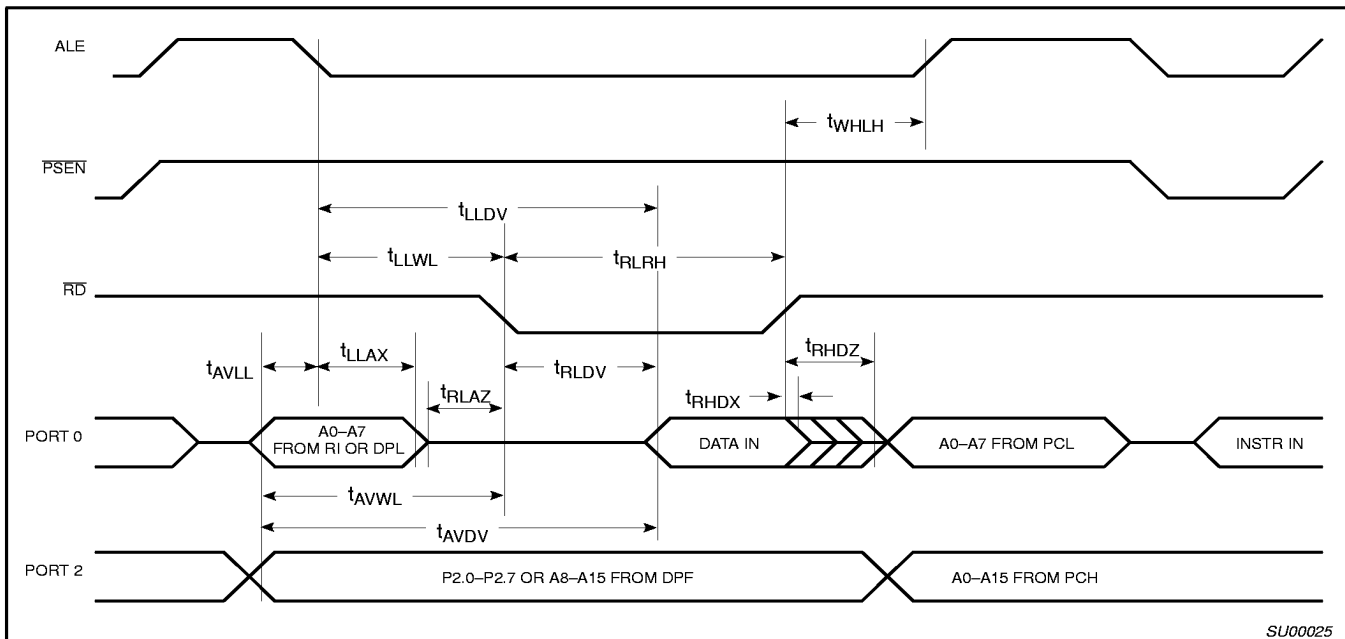 ALE
tWHLH
PSEN
tLLDV
tLLWL
tRLRH
RD
tAVLL
tLLAX
tRLAZ
tRLDV
tRHDZ
tRHDX
PORT 0
A0–A7
FROM RI OR DPL
DATA IN
A0–A7 FROM PCL
INSTR IN
tAVWL
tAVDV
PORT 2
P2.0–P2.7 OR A8–A15 FROM DPF
A0–A15 FROM PCH
SU00025